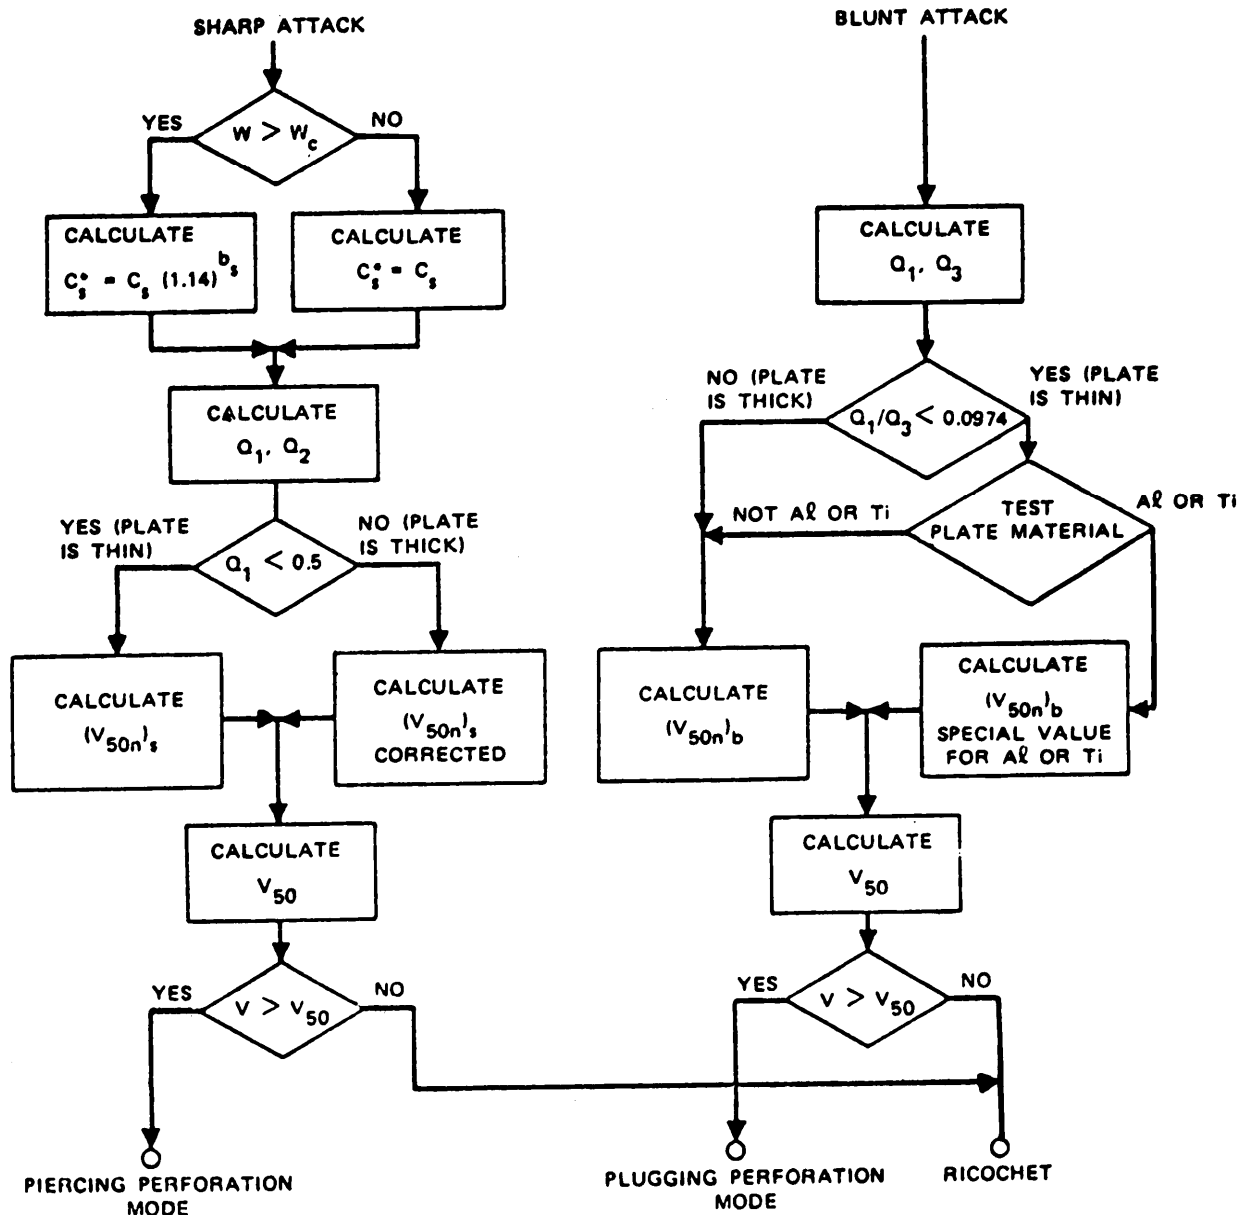 SHARP ATTACK
YES
W > Wc
NO
CALCULATE
Cs* = Cs (1.14)^bs
CALCULATE
Cs* = Cs
CALCULATE
Q1, Q2
YES (PLATE
IS THIN)
Q1 < 0.5
NO (PLATE
IS THICK)
CALCULATE
(V50n)s
CALCULATE
(V50n)s
CORRECTED
CALCULATE
V50
YES
V > V50
NO
PIERCING PERFORATION
MODE
BLUNT ATTACK
CALCULATE
Q1, Q3
NO (PLATE
IS THICK)
Q1/Q3 < 0.0974
YES (PLATE
IS THIN)
NOT Aℓ OR Ti
TEST
PLATE MATERIAL
Aℓ OR Ti
CALCULATE
(V50n)b
CALCULATE
(V50n)b
SPECIAL VALUE
FOR Aℓ OR Ti
CALCULATE
V50
YES
V > V50
NO
PLUGGING PERFORATION
MODE
RICOCHET